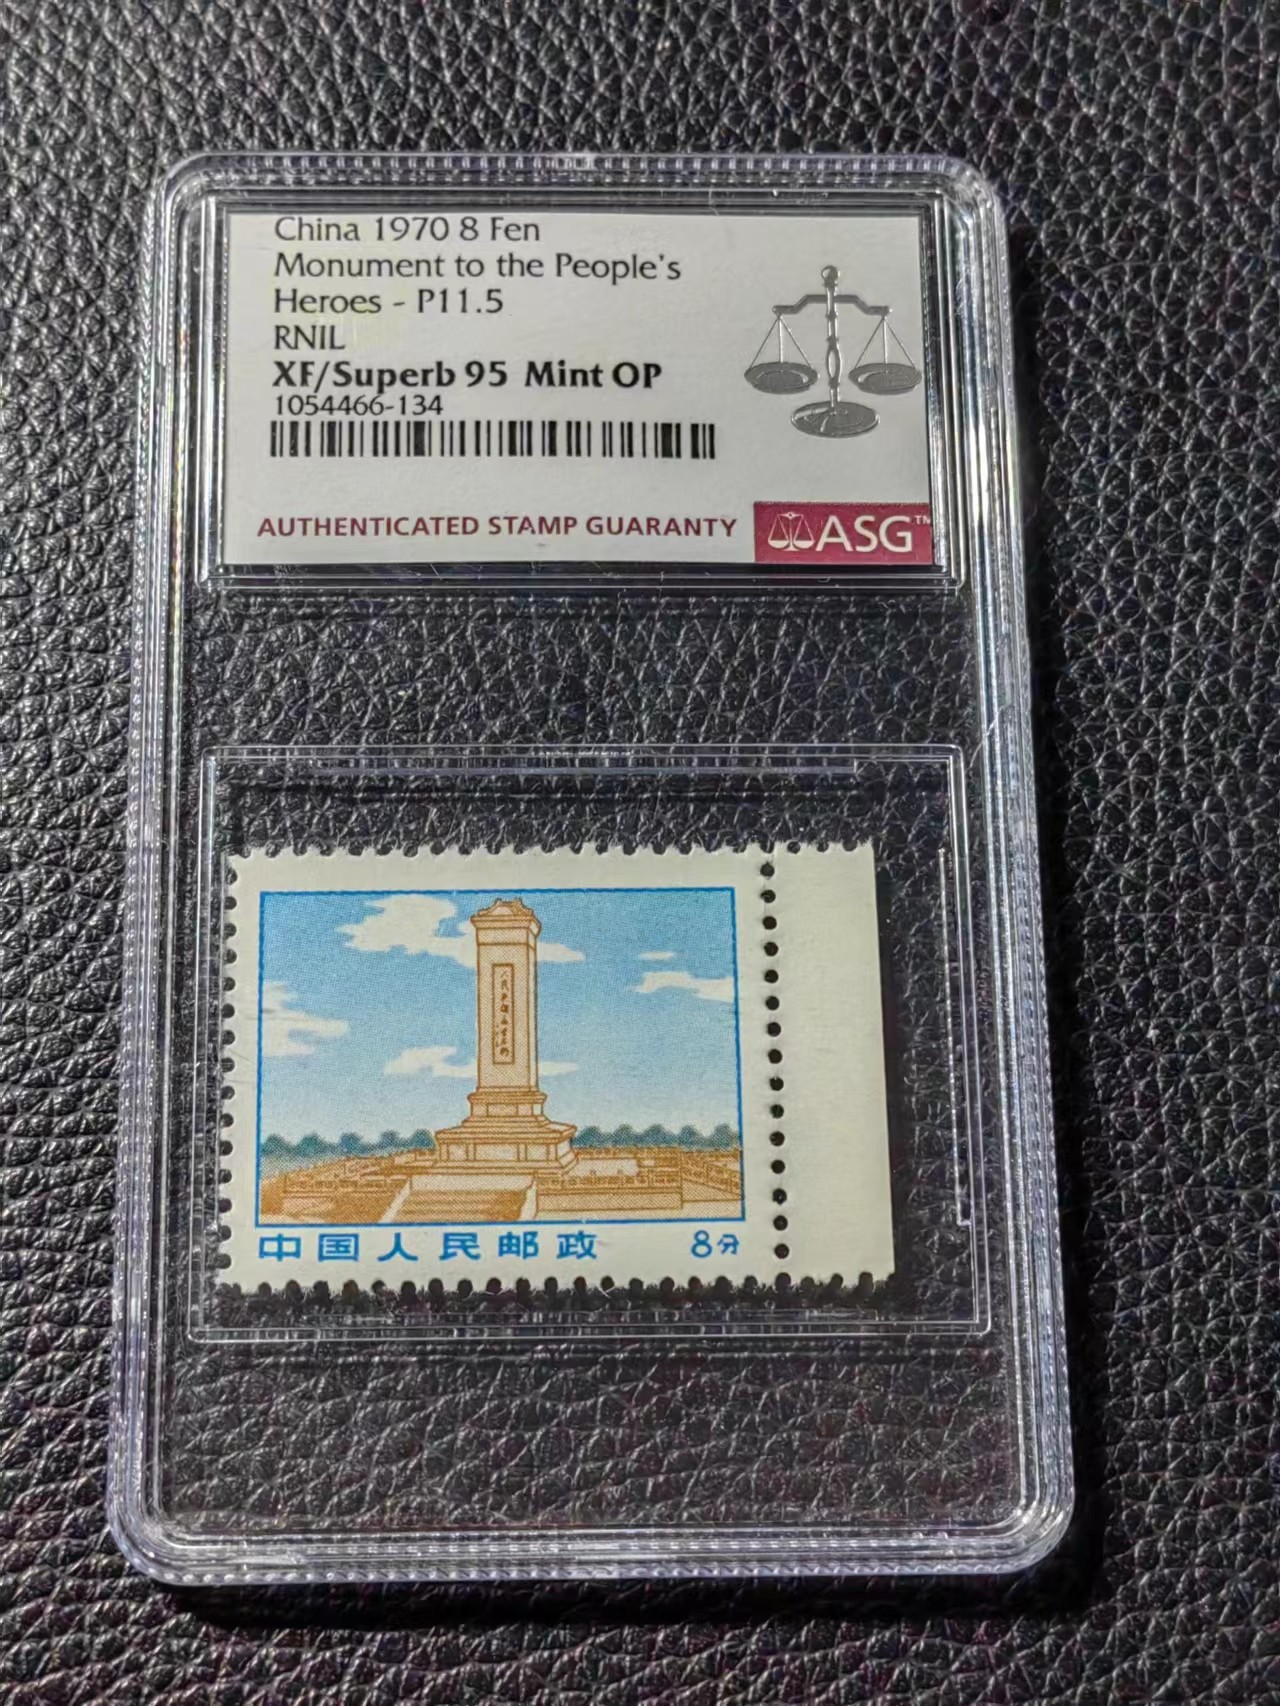 China 1970 8 Fen
Monument to the People's
Heroes - P11.5
RNIL
XF/Superb 95 Mint OP
1054466-134
AUTHENTICATED STAMP GUARANTY
ASG™
中国人民邮政 8分